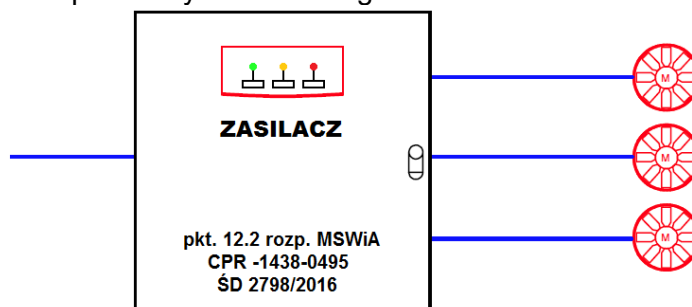 ZASILACZ
M
M
M
pkt. 12.2 rozp. MSWiA
CPR -1438-0495
ŚD 2798/2016